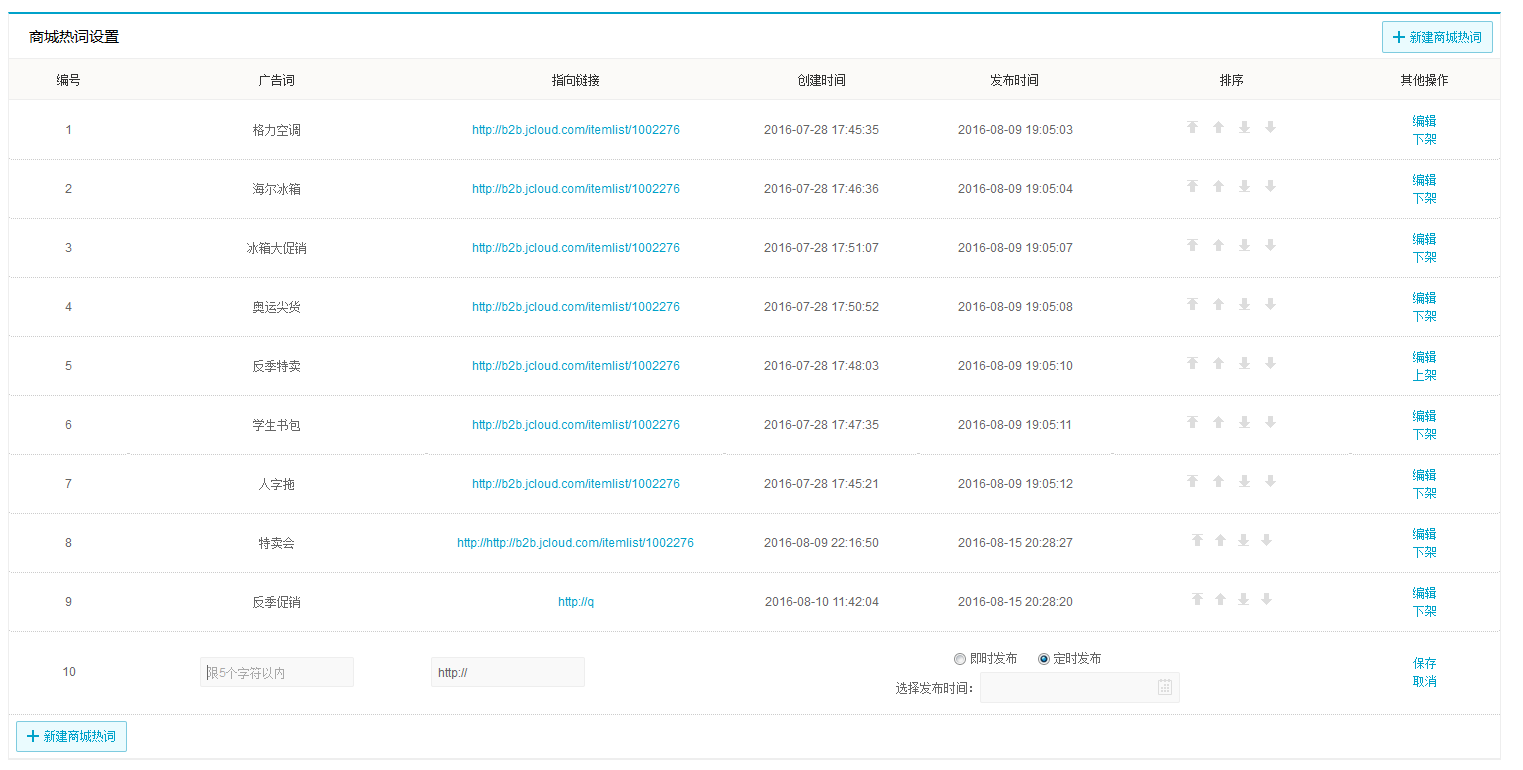 商城热词设置
新建商城热词
编号 广告词 指向链接 创建时间 发布时间 排序 其他操作
1 格力空调 http://b2b.jcloud.com/itemlist/1002276 2016-07-28 17:45:35 2016-08-09 19:05:03 编辑
下架
2 海尔冰箱 http://b2b.jcloud.com/itemlist/1002276 2016-07-28 17:46:36 2016-08-09 19:05:04 编辑
下架
3 冰箱大促销 http://b2b.jcloud.com/itemlist/1002276 2016-07-28 17:51:07 2016-08-09 19:05:07 编辑
下架
4 奥运尖货 http://b2b.jcloud.com/itemlist/1002276 2016-07-28 17:50:52 2016-08-09 19:05:08 编辑
下架
5 反季特卖 http://b2b.jcloud.com/itemlist/1002276 2016-07-28 17:48:03 2016-08-09 19:05:10 编辑
上架
6 学生书包 http://b2b.jcloud.com/itemlist/1002276 2016-07-28 17:47:35 2016-08-09 19:05:11 编辑
下架
7 人字拖 http://b2b.jcloud.com/itemlist/1002276 2016-07-28 17:45:21 2016-08-09 19:05:12 编辑
下架
8 特卖会 http://http://b2b.jcloud.com/itemlist/1002276 2016-08-09 22:16:50 2016-08-15 20:28:27 编辑
下架
9 反季促销 http://q 2016-08-10 11:42:04 2016-08-15 20:28:20 编辑
下架
10 限5个字符以内 http:// 即时发布 定时发布 保存
选择发布时间： 取消
新建商城热词